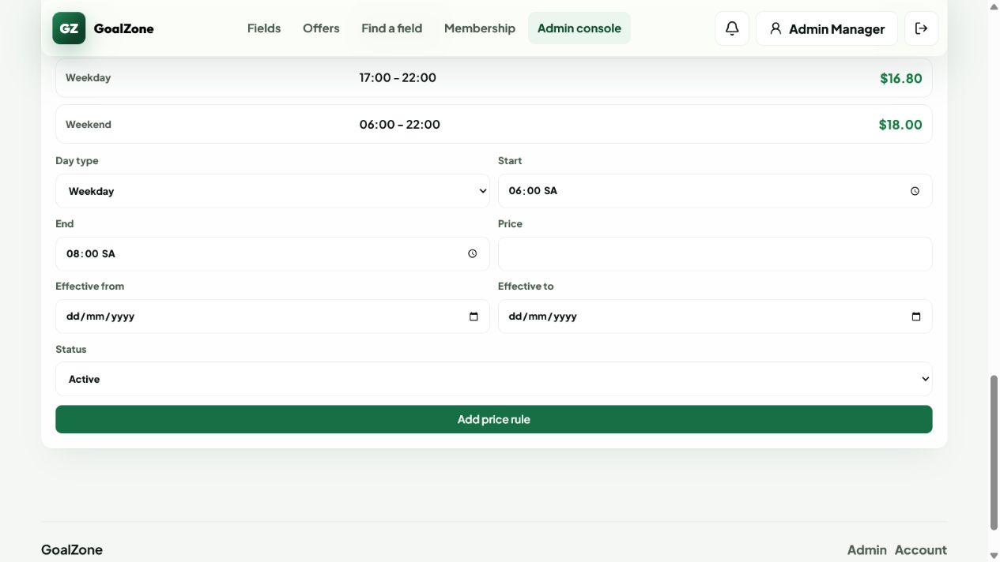 GZ GoalZone Fields Offers Find a field Membership Admin console Admin Manager
Weekday 17:00 – 22:00 $16.80
Weekend 06:00 – 22:00 $18.00
Day type Start
Weekday 06:00 SA
End Price
08:00 SA
Effective from Effective to
dd/mm/yyyy dd/mm/yyyy
Status
Active
Add price rule
GoalZone Admin Account